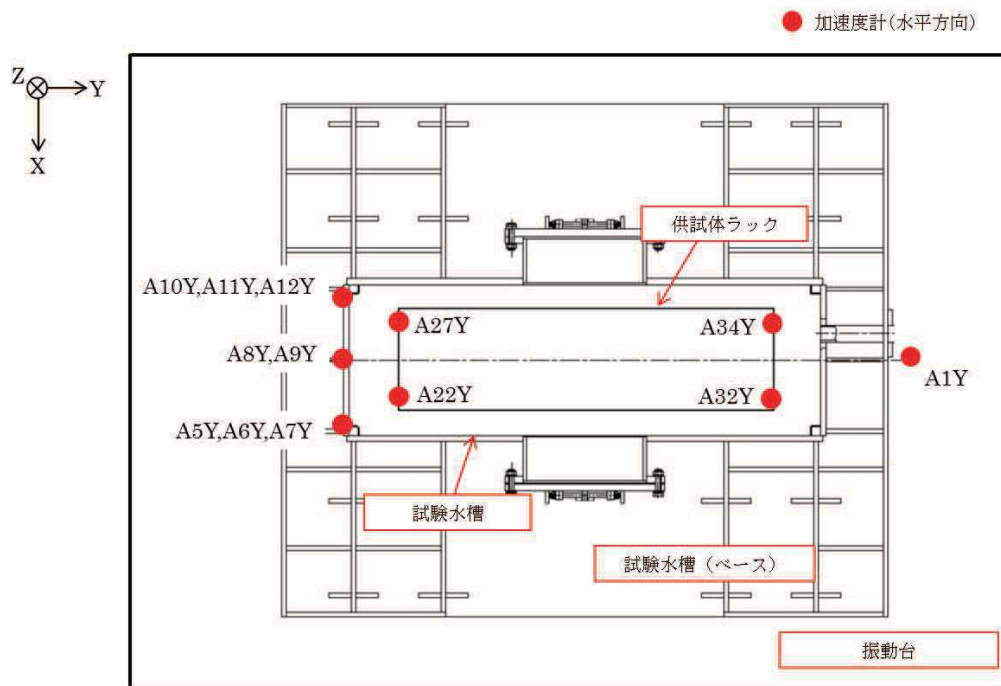 加速度計(水平方向)
Z
Y
X
供試体ラック
A10Y,A11Y,A12Y
A27Y
A34Y
A8Y,A9Y
A1Y
A22Y
A32Y
A5Y,A6Y,A7Y
試験水槽
試験水槽（ベース）
振動台